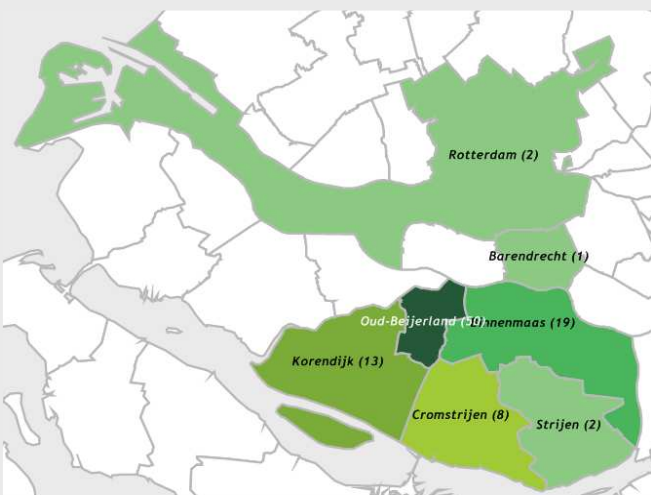 Rotterdam (2)
Barendrecht (1)
Oud-Beijerland (50)
nnenmaas (19)
Korendijk (13)
Cromstrijen (8)
Strijen (2)